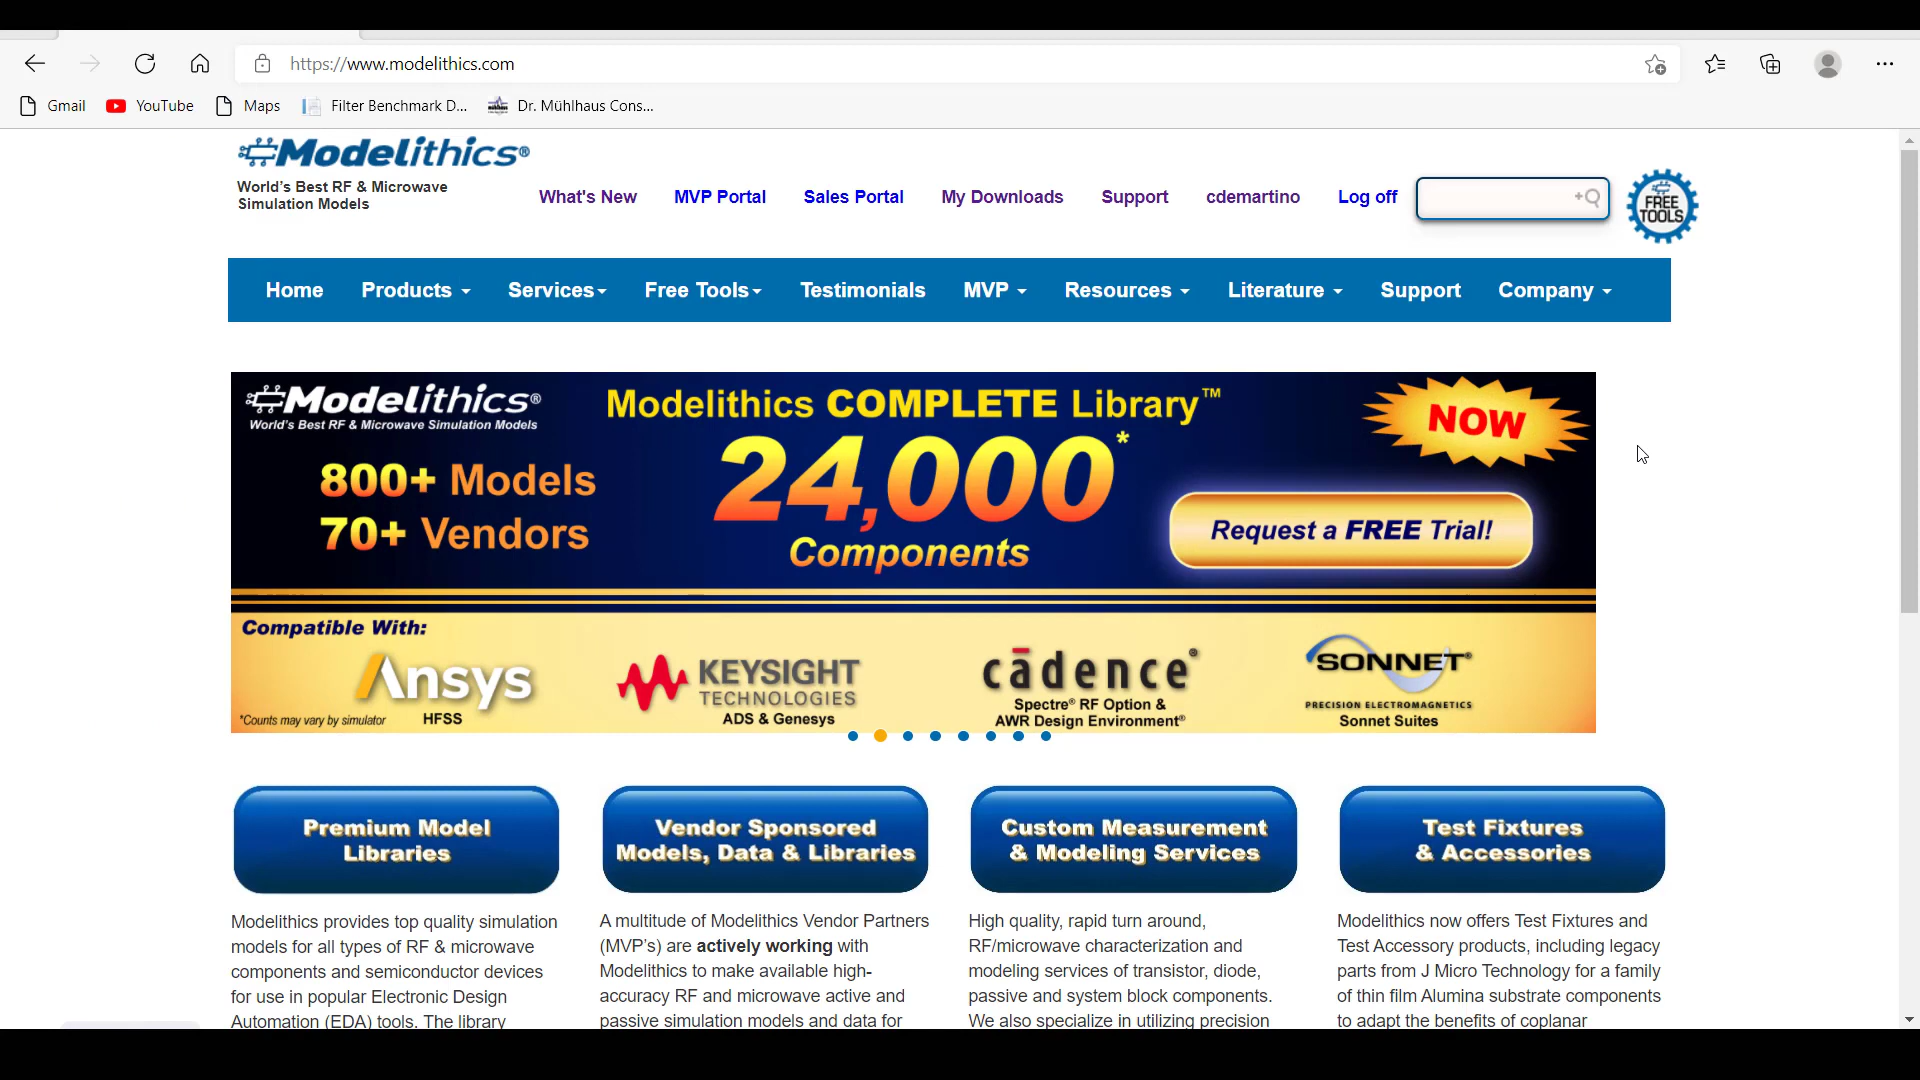 https://www.modelithics.com
Gmail YouTube Maps Filter Benchmark D... Dr. Mühlhaus Cons...
Modelithics®
World's Best RF & Microwave
Simulation Models
What's New MVP Portal Sales Portal My Downloads Support cdemartino Log off
FREE
TOOLS
Home Products Services Free Tools Testimonials MVP Resources Literature Support Company
Modelithics®
World's Best RF & Microwave Simulation Models
Modelithics COMPLETE Library™
NOW
800+ Models
70+ Vendors
24,000*
Components
Request a FREE Trial!
Compatible With:
Ansys
HFSS
KEYSIGHT
TECHNOLOGIES
ADS & Genesys
cādence®
Spectre® RF Option &
AWR Design Environment®
SONNET®
PRECISION ELECTROMAGNETICS
Sonnet Suites
*Counts may vary by simulator
Premium Model
Libraries
Vendor Sponsored
Models, Data & Libraries
Custom Measurement
& Modeling Services
Test Fixtures
& Accessories
Modelithics provides top quality simulation
models for all types of RF & microwave
components and semiconductor devices
for use in popular Electronic Design
Automation (EDA) tools. The library
A multitude of Modelithics Vendor Partners
(MVP's) are actively working with
Modelithics to make available high-
accuracy RF and microwave active and
passive simulation models and data for
High quality, rapid turn around,
RF/microwave characterization and
modeling services of transistor, diode,
passive and system block components.
We also specialize in utilizing precision
Modelithics now offers Test Fixtures and
Test Accessory products, including legacy
parts from J Micro Technology for a family
of thin film Alumina substrate components
to adapt the benefits of coplanar